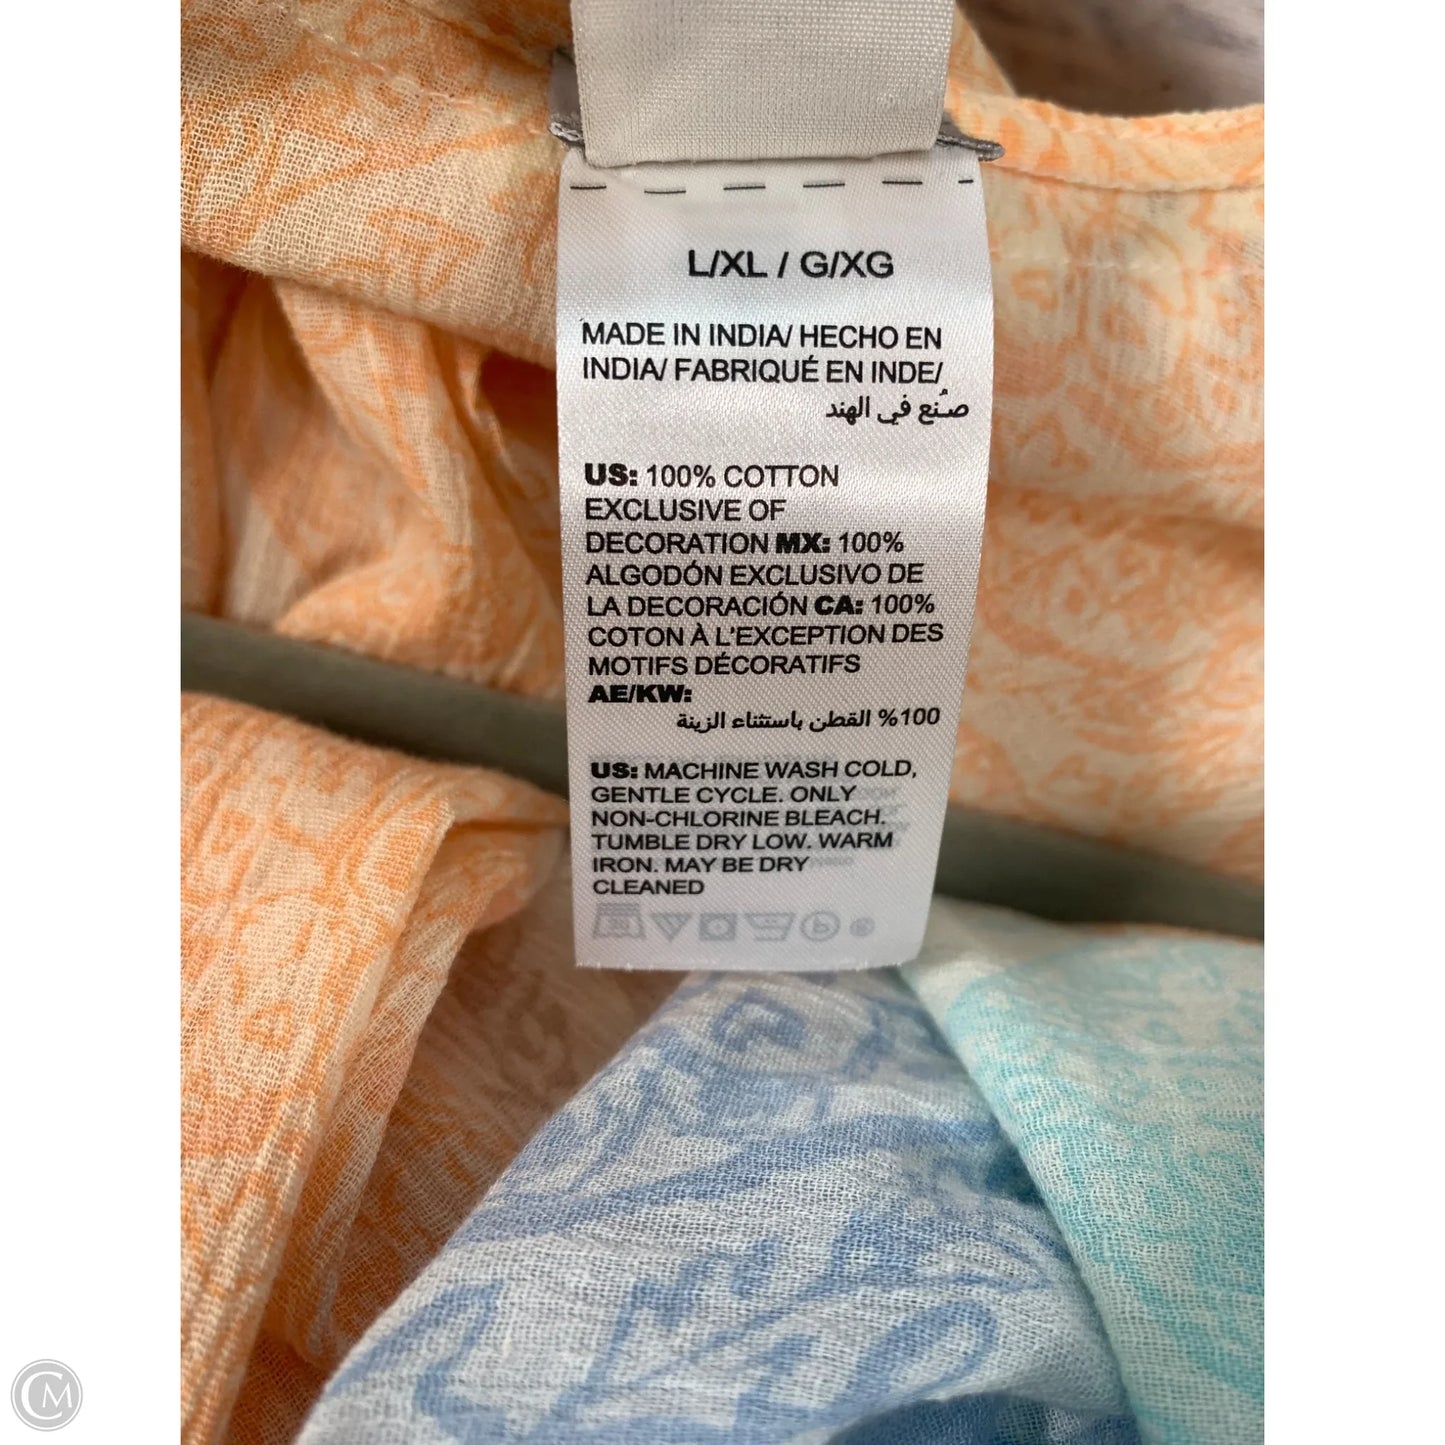 L/XL / G/XG
MADE IN INDIA/ HECHO EN
INDIA/ FABRIQUÉ EN INDE/
صُنع في الهند
US: 100% COTTON
EXCLUSIVE OF
DECORATION MX: 100%
ALGODÓN EXCLUSIVO DE
LA DECORACIÓN CA: 100%
COTON À L'EXCEPTION DES
MOTIFS DÉCORATIFS
AE/KW:
100% القطن باستثناء الزينة
US: MACHINE WASH COLD,
GENTLE CYCLE. ONLY
NON-CHLORINE BLEACH.
TUMBLE DRY LOW. WARM
IRON. MAY BE DRY
CLEANED
CM